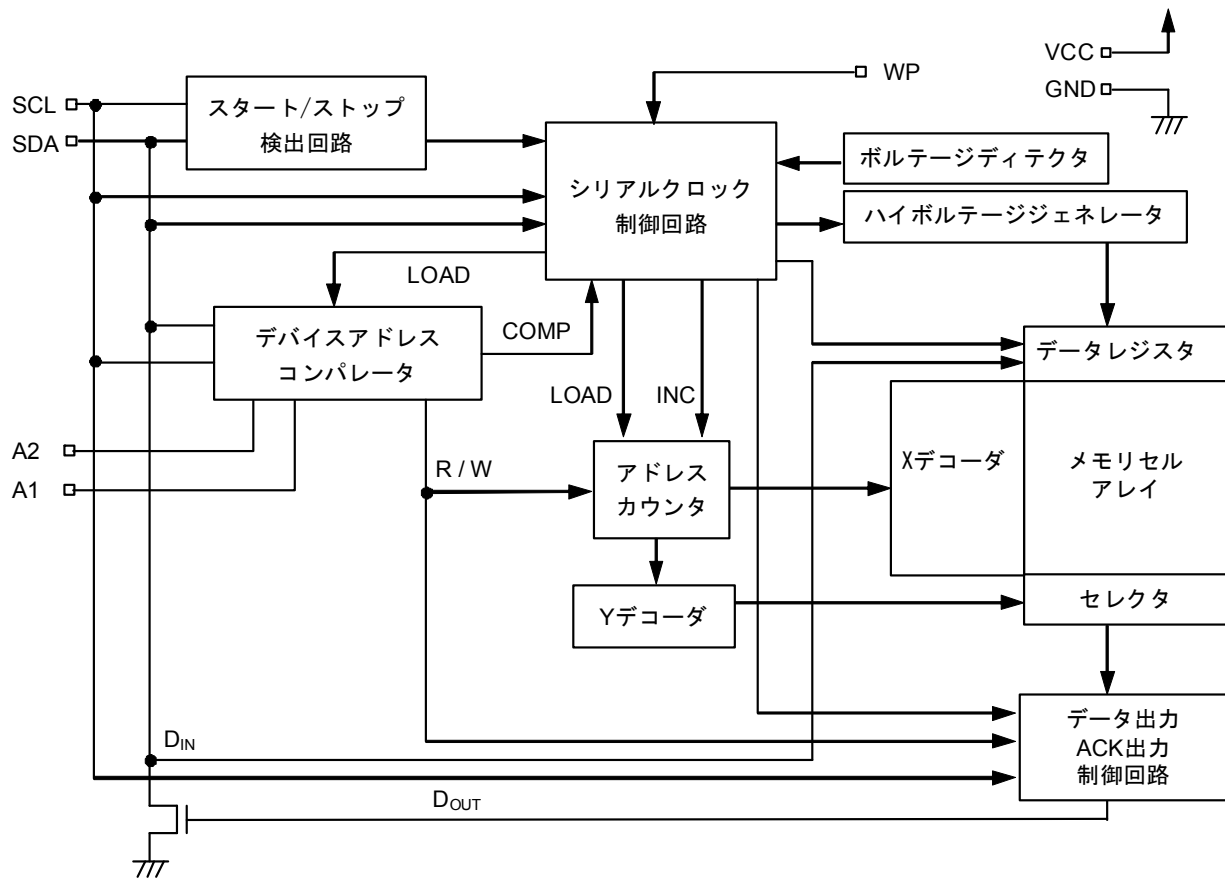 VCC
WP
GND
SCL
SDA
スタート/ストップ
検出回路
シリアルクロック
制御回路
ボルテージディテクタ
ハイボルテージジェネレータ
LOAD
COMP
デバイスアドレス
コンパレータ
データレジスタ
LOAD
INC
A2
A1
R / W
アドレス
カウンタ
Xデコーダ
メモリセル
アレイ
Yデコーダ
セレクタ
データ出力
ACK出力
制御回路
DIN
DOUT